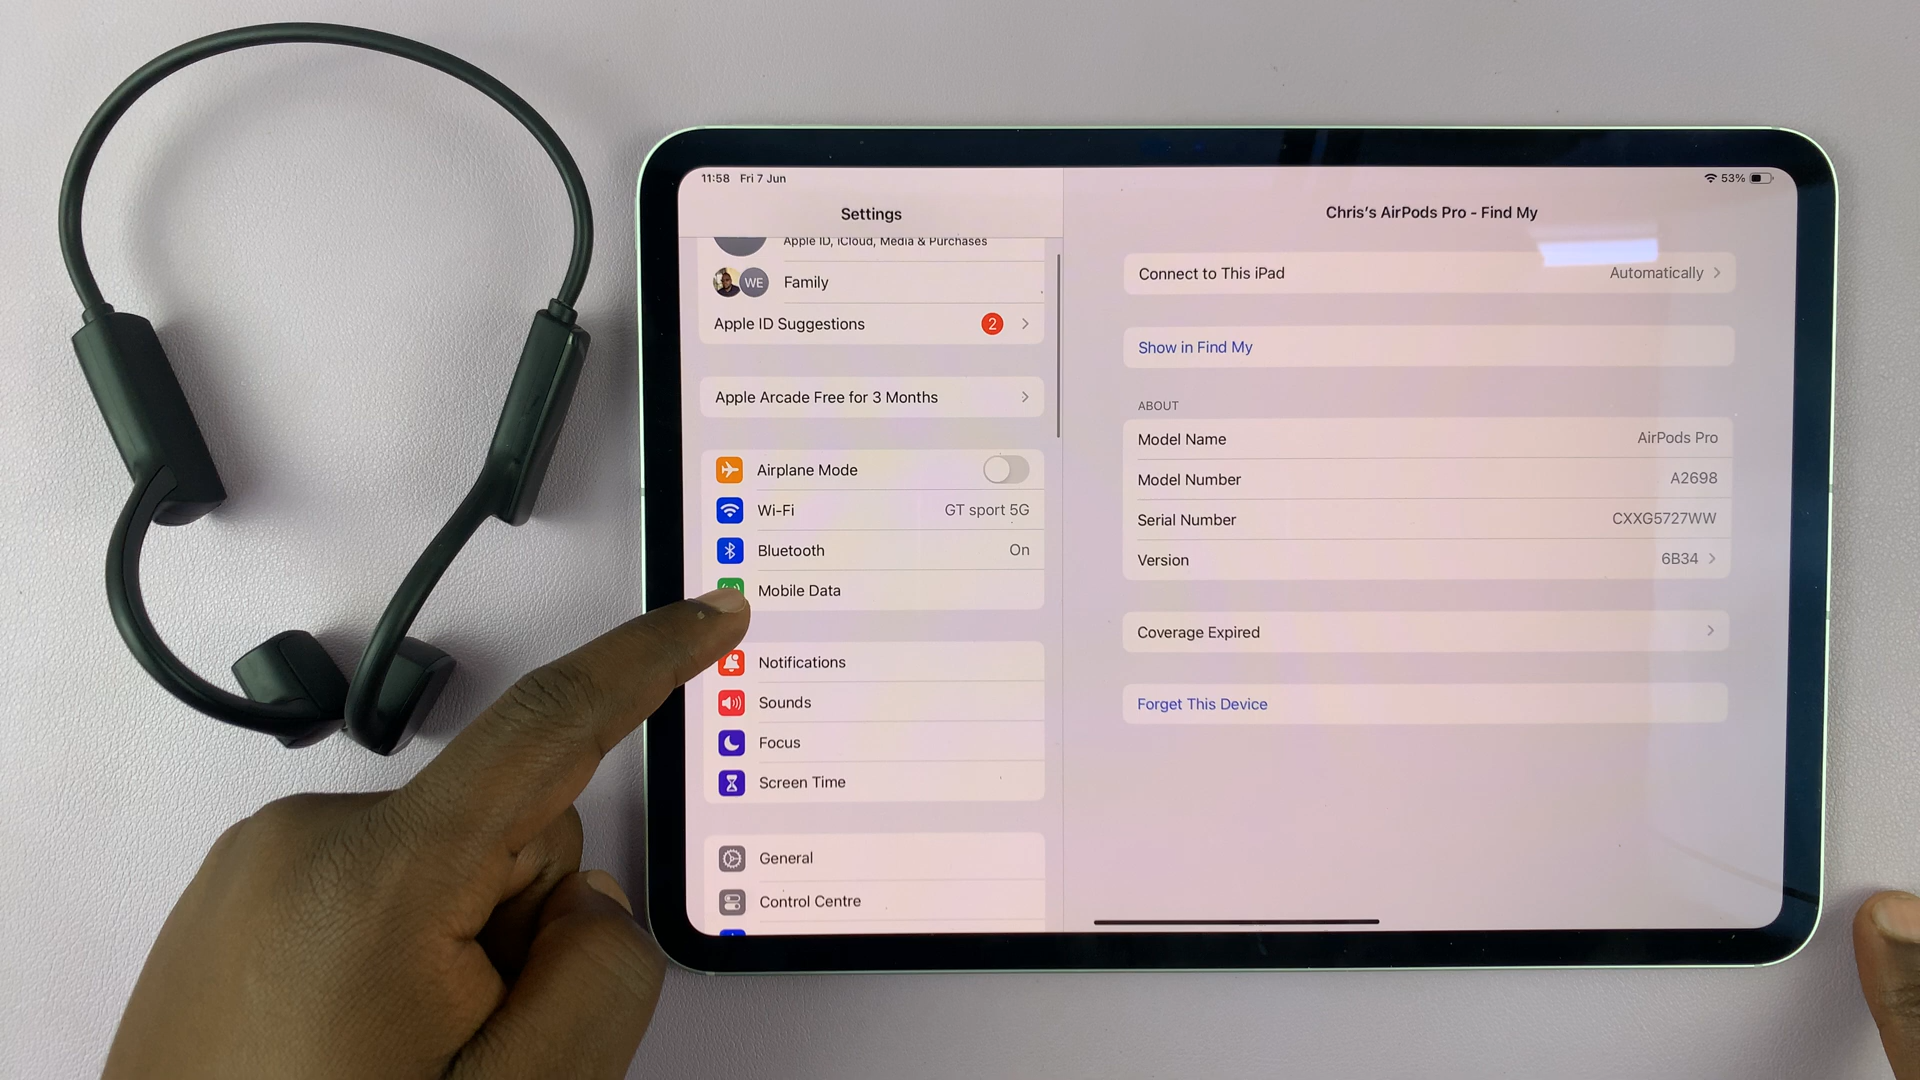 11:58 Fri 7 Jun
53%
Settings
Apple ID, iCloud, Media & Purchases
WE Family
Apple ID Suggestions 2
Apple Arcade Free for 3 Months
Airplane Mode
Wi-Fi GT sport 5G
Bluetooth On
Mobile Data
Notifications
Sounds
Focus
Screen Time
General
Control Centre
Chris's AirPods Pro - Find My
Connect to This iPad Automatically
Show in Find My
ABOUT
Model Name AirPods Pro
Model Number A2698
Serial Number CXXG5727WW
Version 6B34
Coverage Expired
Forget This Device